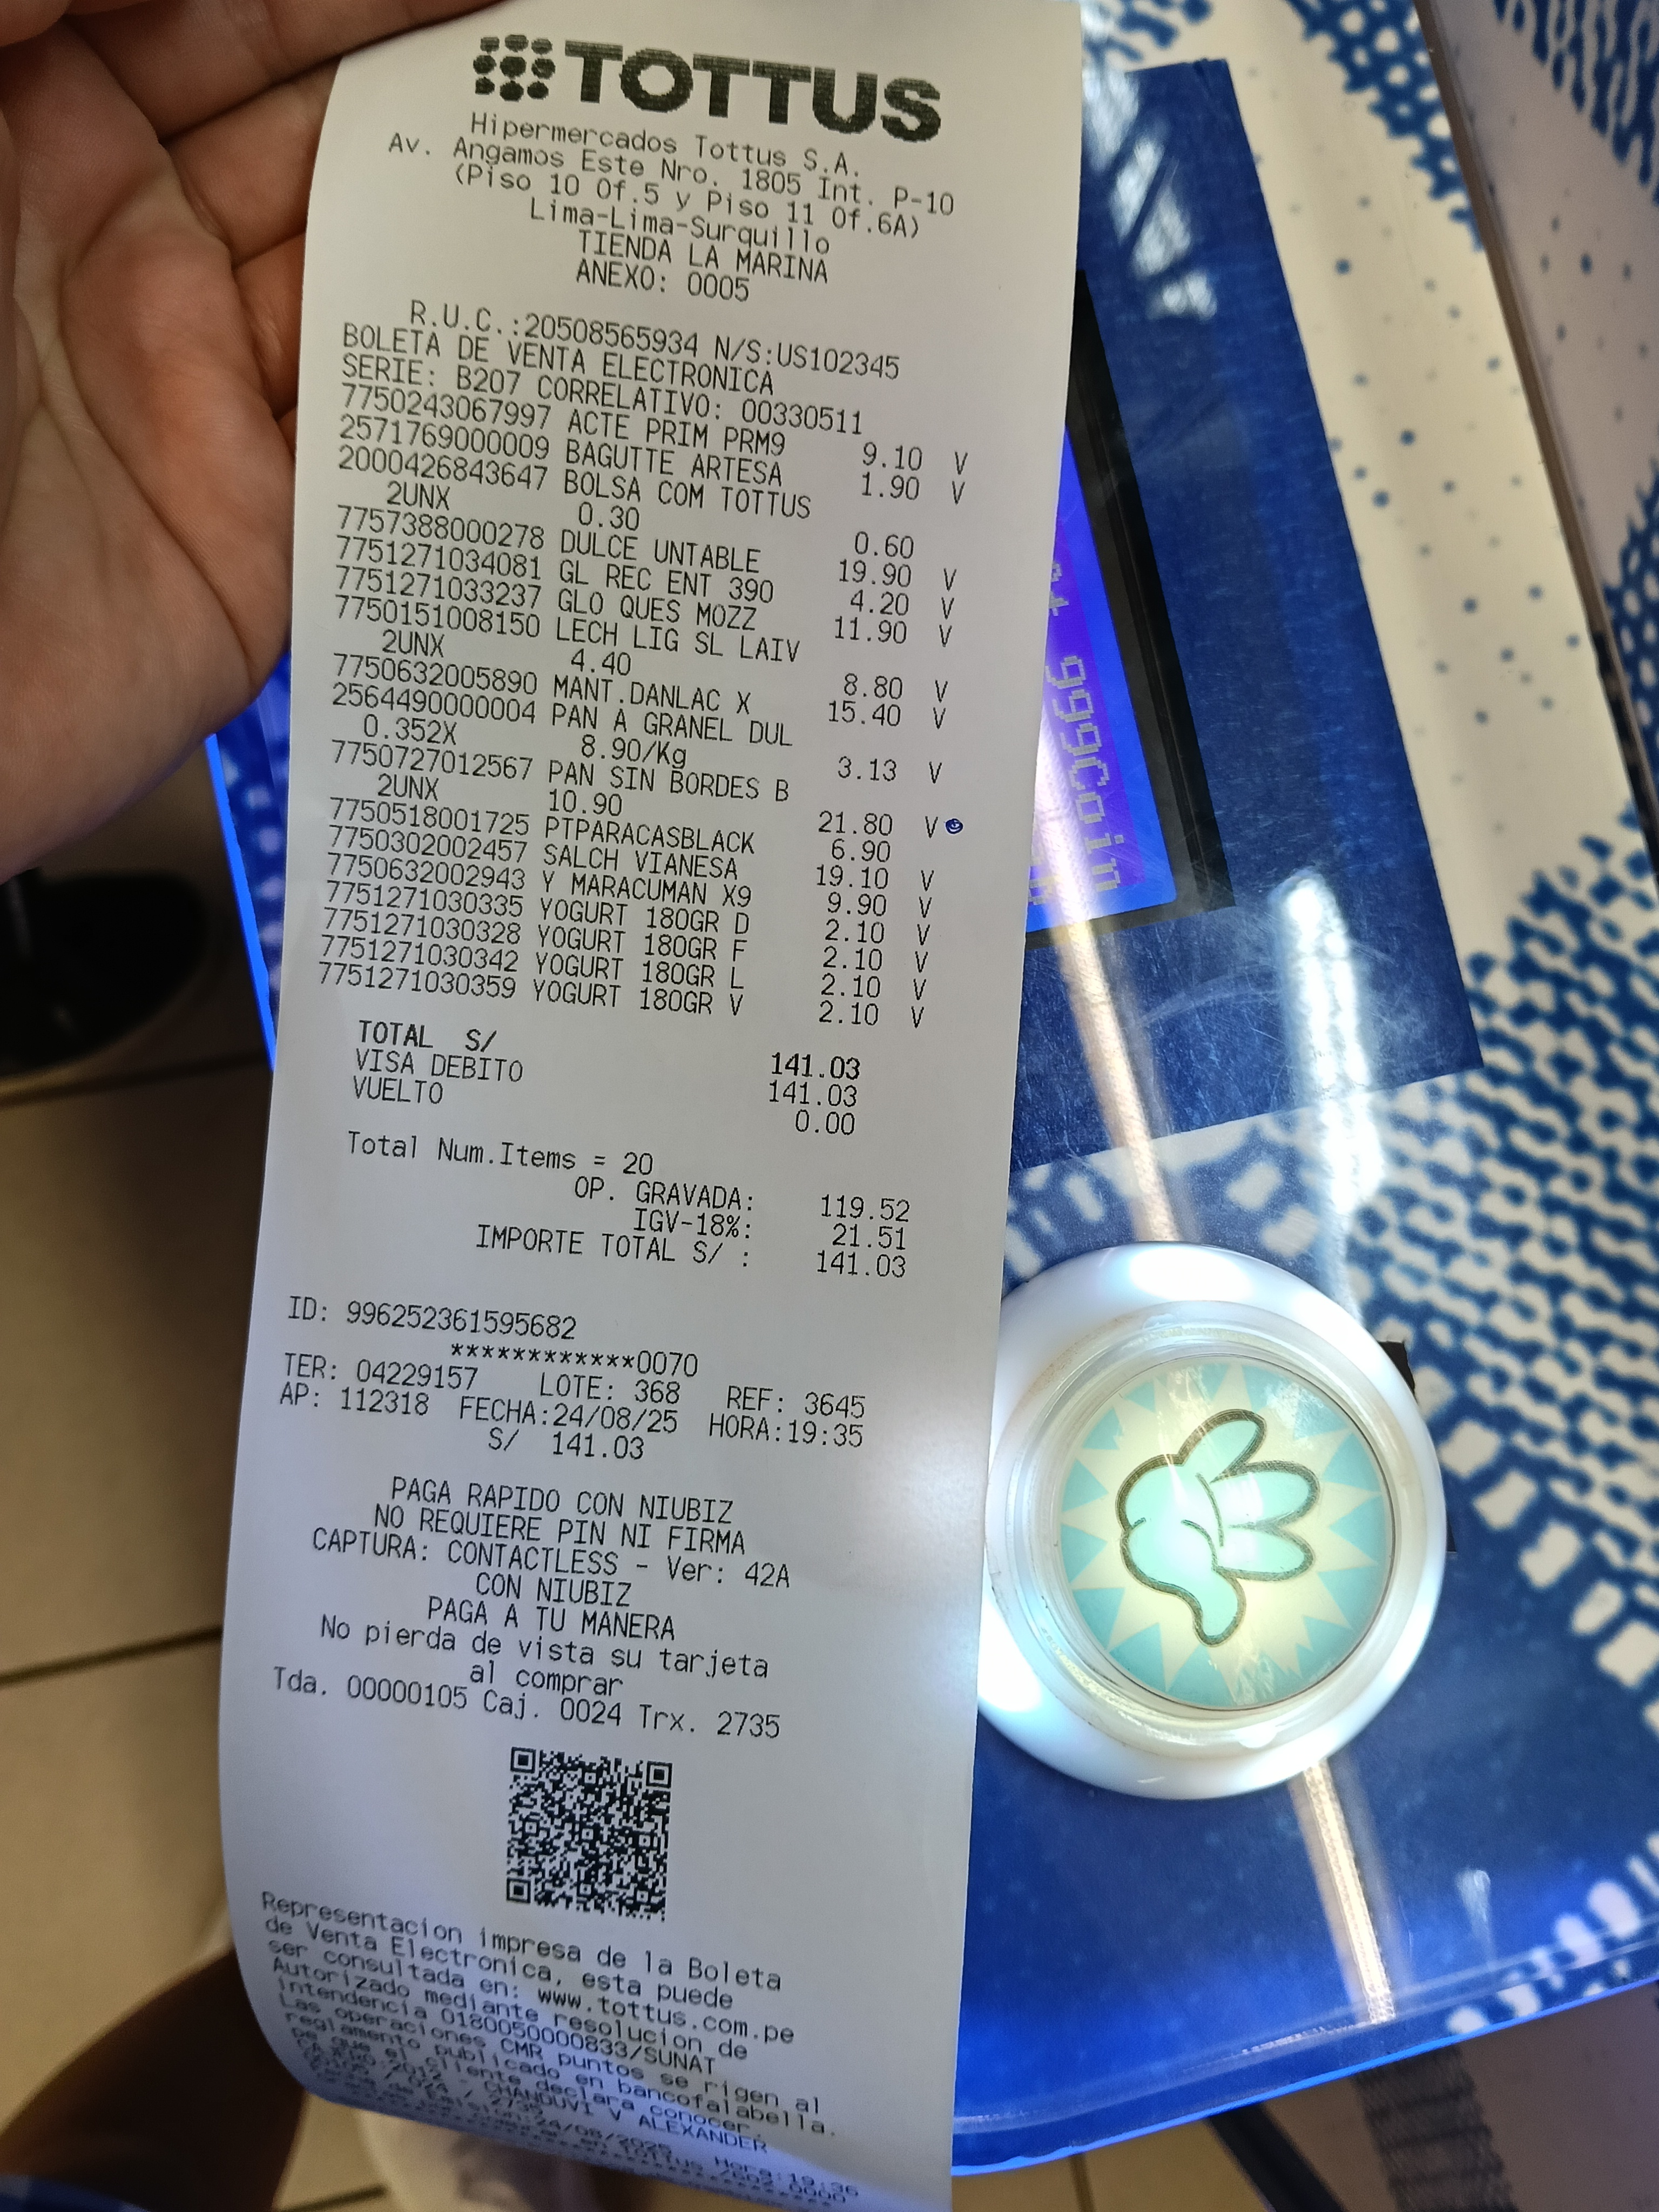 TOTTUS
Hipermercados Tottus S.A.
Av. Angamos Este Nro. 1805 Int. P-10
(Piso 10 Of.5 y Piso 11 Of.6A)
Lima-Lima-Surquillo
TIENDA LA MARINA
ANEXO: 0005
R.U.C.:20508565934 N/S:US102345
BOLETA DE VENTA ELECTRONICA
SERIE: B207 CORRELATIVO: 00330511
7750243067997 ACTE PRIM PRM9 9.10 V
2571769000009 BAGUTTE ARTESA 1.90 V
2000426843647 BOLSA COM TOTTUS
2UNX 0.30 0.60
7757388000278 DULCE UNTABLE 19.90 V
7751271034081 GL REC ENT 390 4.20 V
7751271033237 GLO QUES MOZZ 11.90 V
7750151008150 LECH LIG SL LAIV
2UNX 4.40 8.80 V
7750632005890 MANT.DANLAC X 15.40 V
2564490000004 PAN A GRANEL DUL
0.352X 8.90/Kg 3.13 V
7750727012567 PAN SIN BORDES B
2UNX 10.90 21.80 V
7750518001725 PTPARACASBLACK 6.90
7750302002457 SALCH VIANESA 19.10 V
7750632002943 Y MARACUMAN X9 9.90 V
7751271030335 YOGURT 180GR D 2.10 V
7751271030328 YOGURT 180GR F 2.10 V
7751271030342 YOGURT 180GR L 2.10 V
7751271030359 YOGURT 180GR V 2.10 V
TOTAL S/ 141.03
VISA DEBITO 141.03
VUELTO 0.00
Total Num.Items = 20
OP. GRAVADA: 119.52
IGV-18%: 21.51
IMPORTE TOTAL S/ : 141.03
ID: 996252361595682
************0070
TER: 04229157 LOTE: 368 REF: 3645
AP: 112318 FECHA:24/08/25 HORA:19:35
S/ 141.03
PAGA RAPIDO CON NIUBIZ
NO REQUIERE PIN NI FIRMA
CAPTURA: CONTACTLESS - Ver: 42A
CON NIUBIZ
PAGA A TU MANERA
No pierda de vista su tarjeta
al comprar
Tda. 00000105 Caj. 0024 Trx. 2735
Representacion impresa de la Boleta
de Venta Electronica, esta puede
ser consultada en: www.tottus.com.pe
Autorizado mediante resolucion de
intendencia 0180050000833/SUNAT
Las operaciones CMR puntos se rigen al
reglamento publicado en bancofalabella.
pe que el cliente declara conocer.
CHANDUVI V ALEXANDER
24/08/2025 Hora:19:36
ggCoin